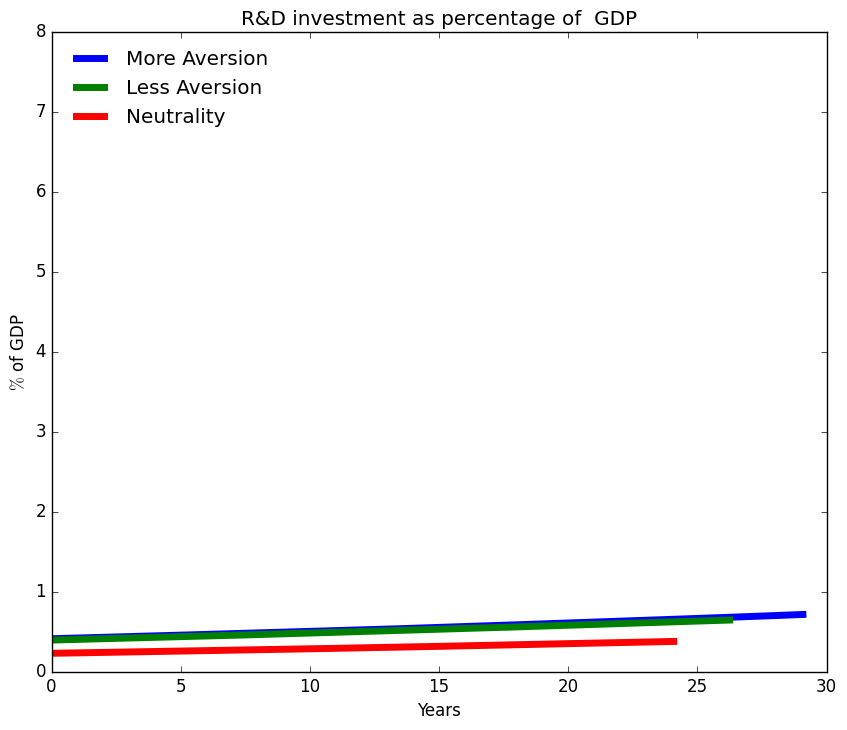 R&D investment as percentage of  GDP
8
7
6
5
4
3
2
1
0
% of GDP
More Aversion
Less Aversion
Neutrality
0 5 10 15 20 25 30
Years